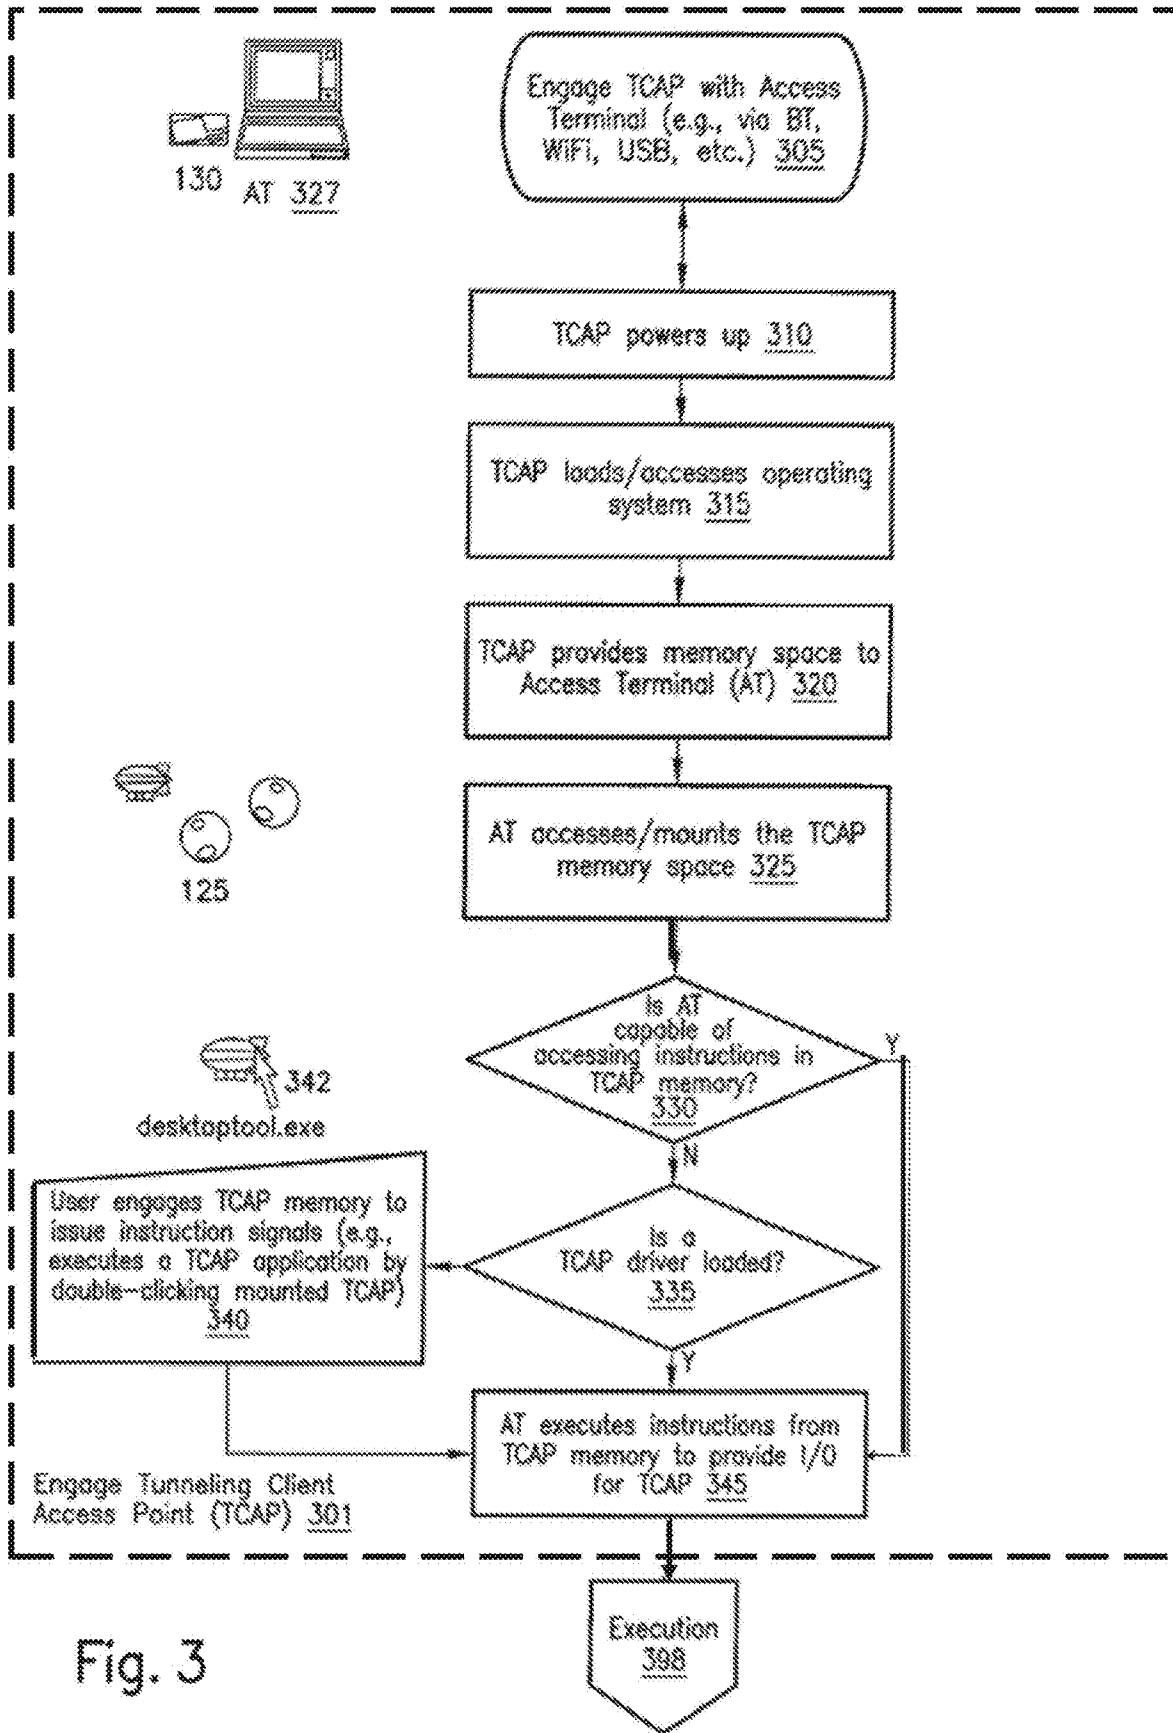 Engage TCAP with Access
Terminal (e.g., via BT,
WiFi, USB, etc.) 305
130
AT 327
TCAP powers up 310
TCAP loads/accesses operating
system 315
TCAP provides memory space to
Access Terminal (AT) 320
AT accesses/mounts the TCAP
memory space 325
125
Is AT
capable of
accessing instructions in
TCAP memory?
330
Y
N
342
desktoptool.exe
User engages TCAP memory to
issue instruction signals (e.g.,
executes a TCAP application by
double-clicking mounted TCAP)
340
Is a
TCAP driver loaded?
335
Y
AT executes instructions from
TCAP memory to provide I/O
for TCAP 345
Engage Tunneling Client
Access Point (TCAP) 301
Execution
398
Fig. 3